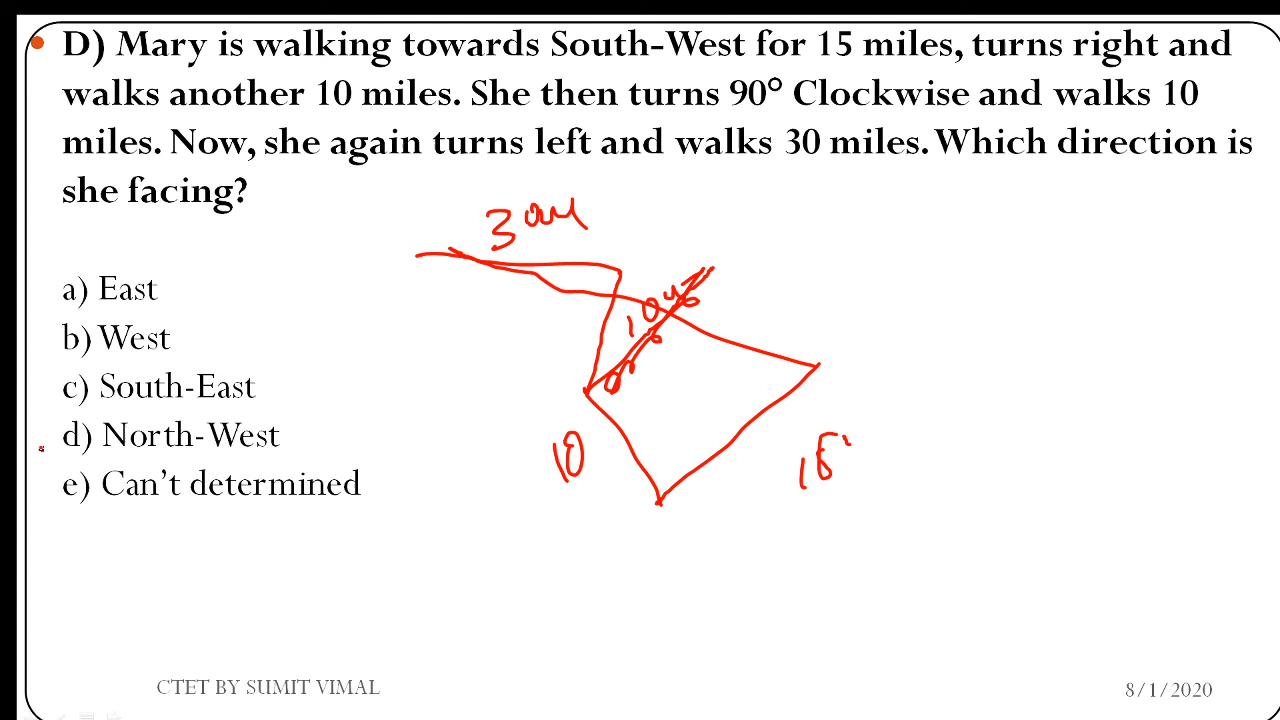 D) Mary is walking towards South-West for 15 miles, turns right and
walks another 10 miles. She then turns 90° Clockwise and walks 10
miles. Now, she again turns left and walks 30 miles. Which direction is
she facing?
30M
a) East
b) West
c) South-East
d) North-West
e) Can't determined
10
10
CTET BY SUMIT VIMAL
8/1/2020